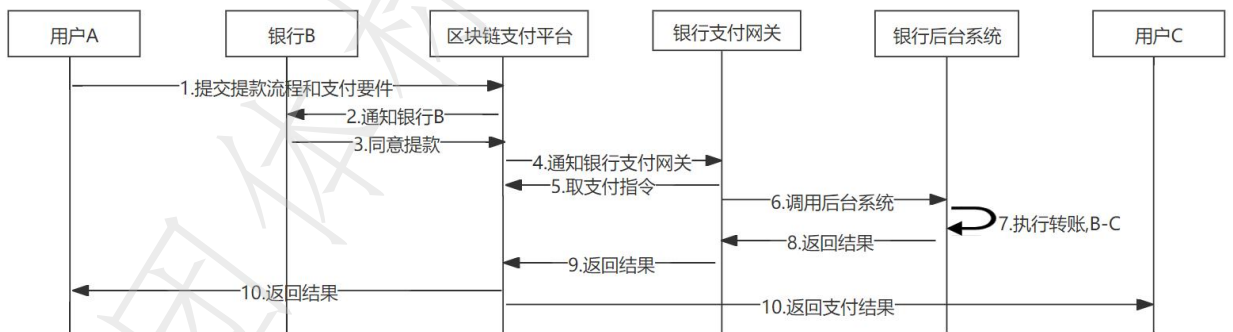 用户A
银行B
区块链支付平台
银行支付网关
银行后台系统
用户C
1.提交提款流程和支付要件
2.通知银行B
3.同意提款
4.通知银行支付网关
5.取支付指令
6.调用后台系统
7.执行转账,B-C
8.返回结果
9.返回结果
10.返回结果
10.返回支付结果
团体